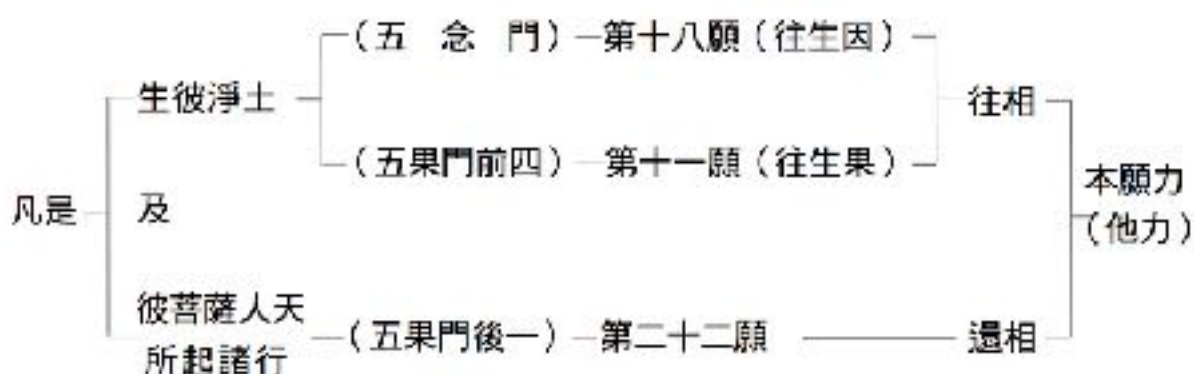 （五　念　門）第十八願（往生因）
生彼淨土
往相
（五果門前四）第十一願（往生果）
凡是
及
本願力
（他力）
彼菩薩人天
所起諸行
（五果門後一）第二十二願
還相